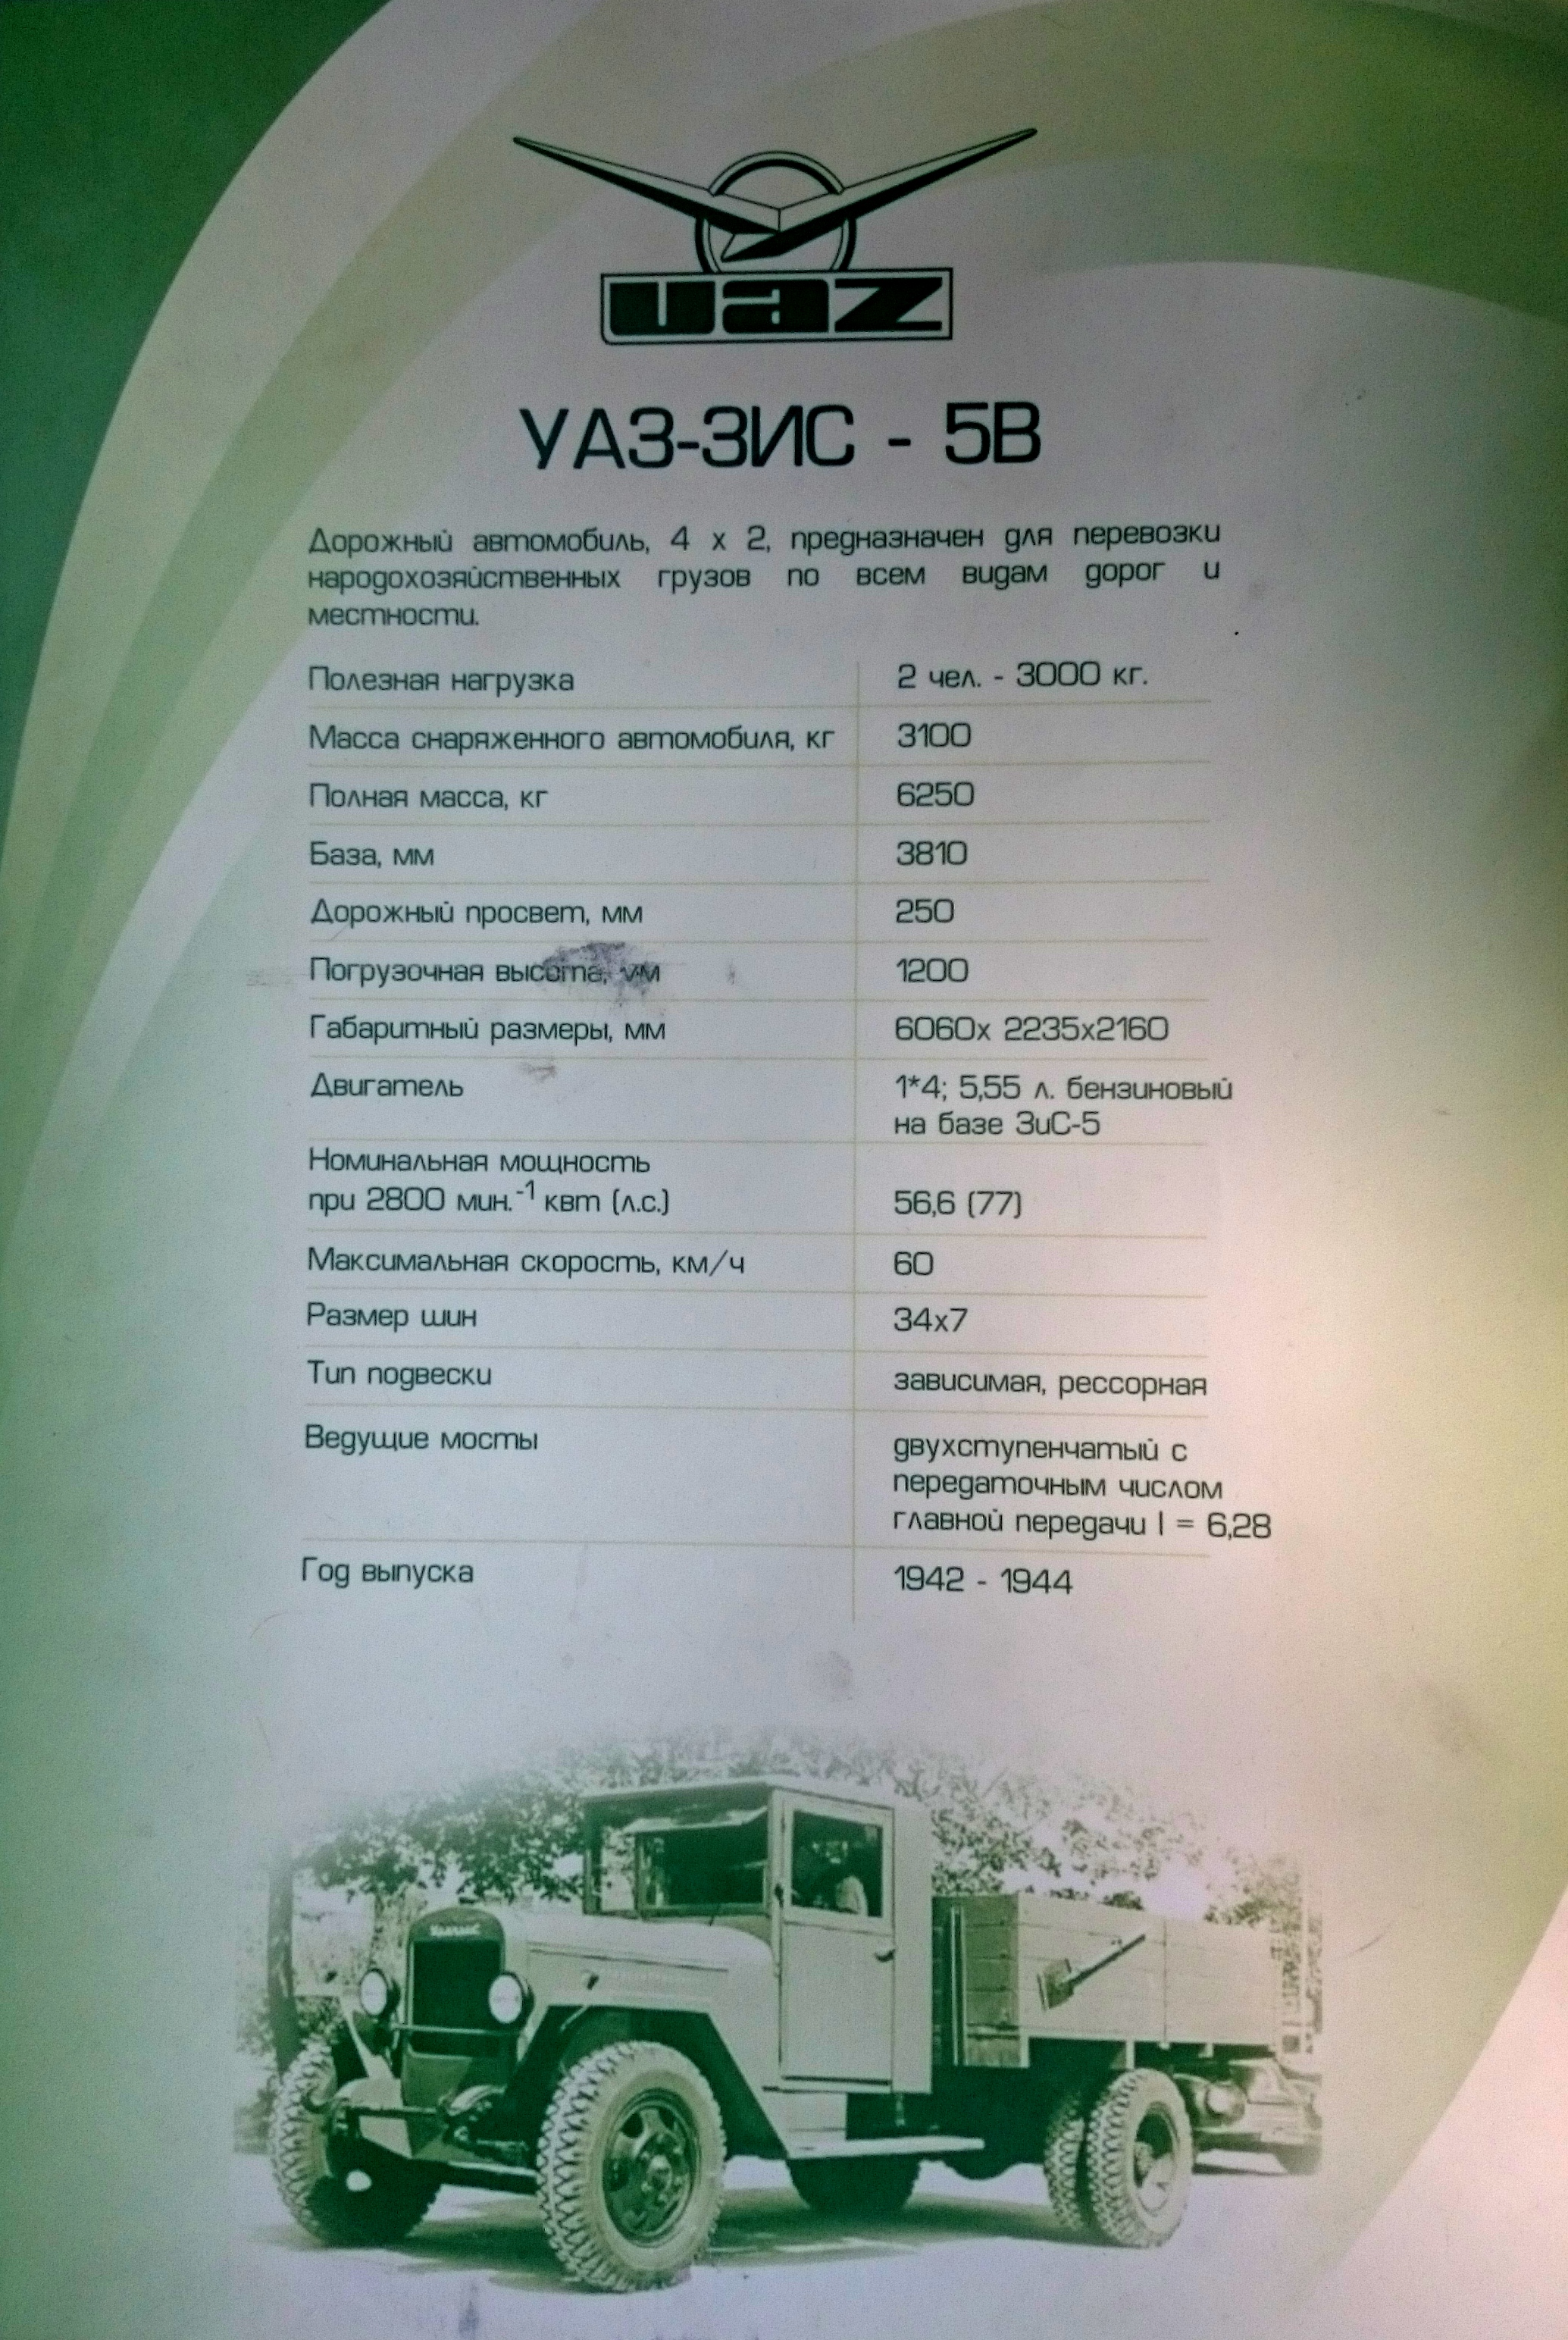 uaz
УАЗ-ЗИС - 5В
Дорожный автомобиль, 4 х 2, предназначен для перевозки
народохозяйственных грузов по всем видам дорог и
местности.
Полезная нагрузка 2 чел. - 3000 кг.
Масса снаряженного автомобиля, кг 3100
Полная масса, кг 6250
База, мм 3810
Дорожный просвет, мм 250
Погрузочная высота, мм 1200
Габаритный размеры, мм 6060х 2235х2160
Двигатель 1*4; 5,55 л. бензиновый
на базе ЗиС-5
Номинальная мощность
при 2800 мин.⁻¹ квт (л.с.) 56,6 (77)
Максимальная скорость, км/ч 60
Размер шин 34х7
Тип подвески зависимая, рессорная
Ведущие мосты двухступенчатый с
передаточным числом
главной передачи I = 6,28
Год выпуска 1942 - 1944